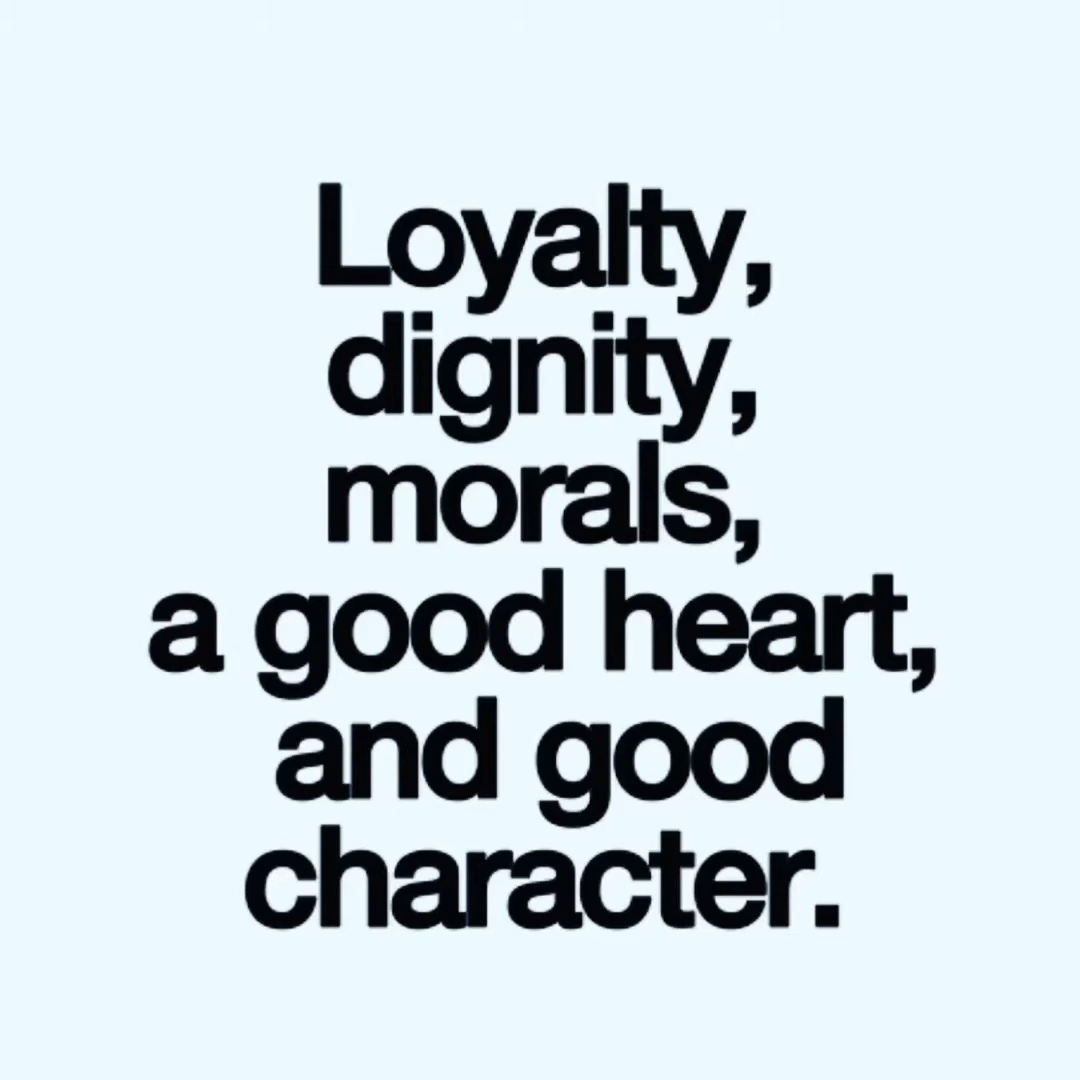 Loyalty,
dignity,
morals,
a good heart,
and good
character.